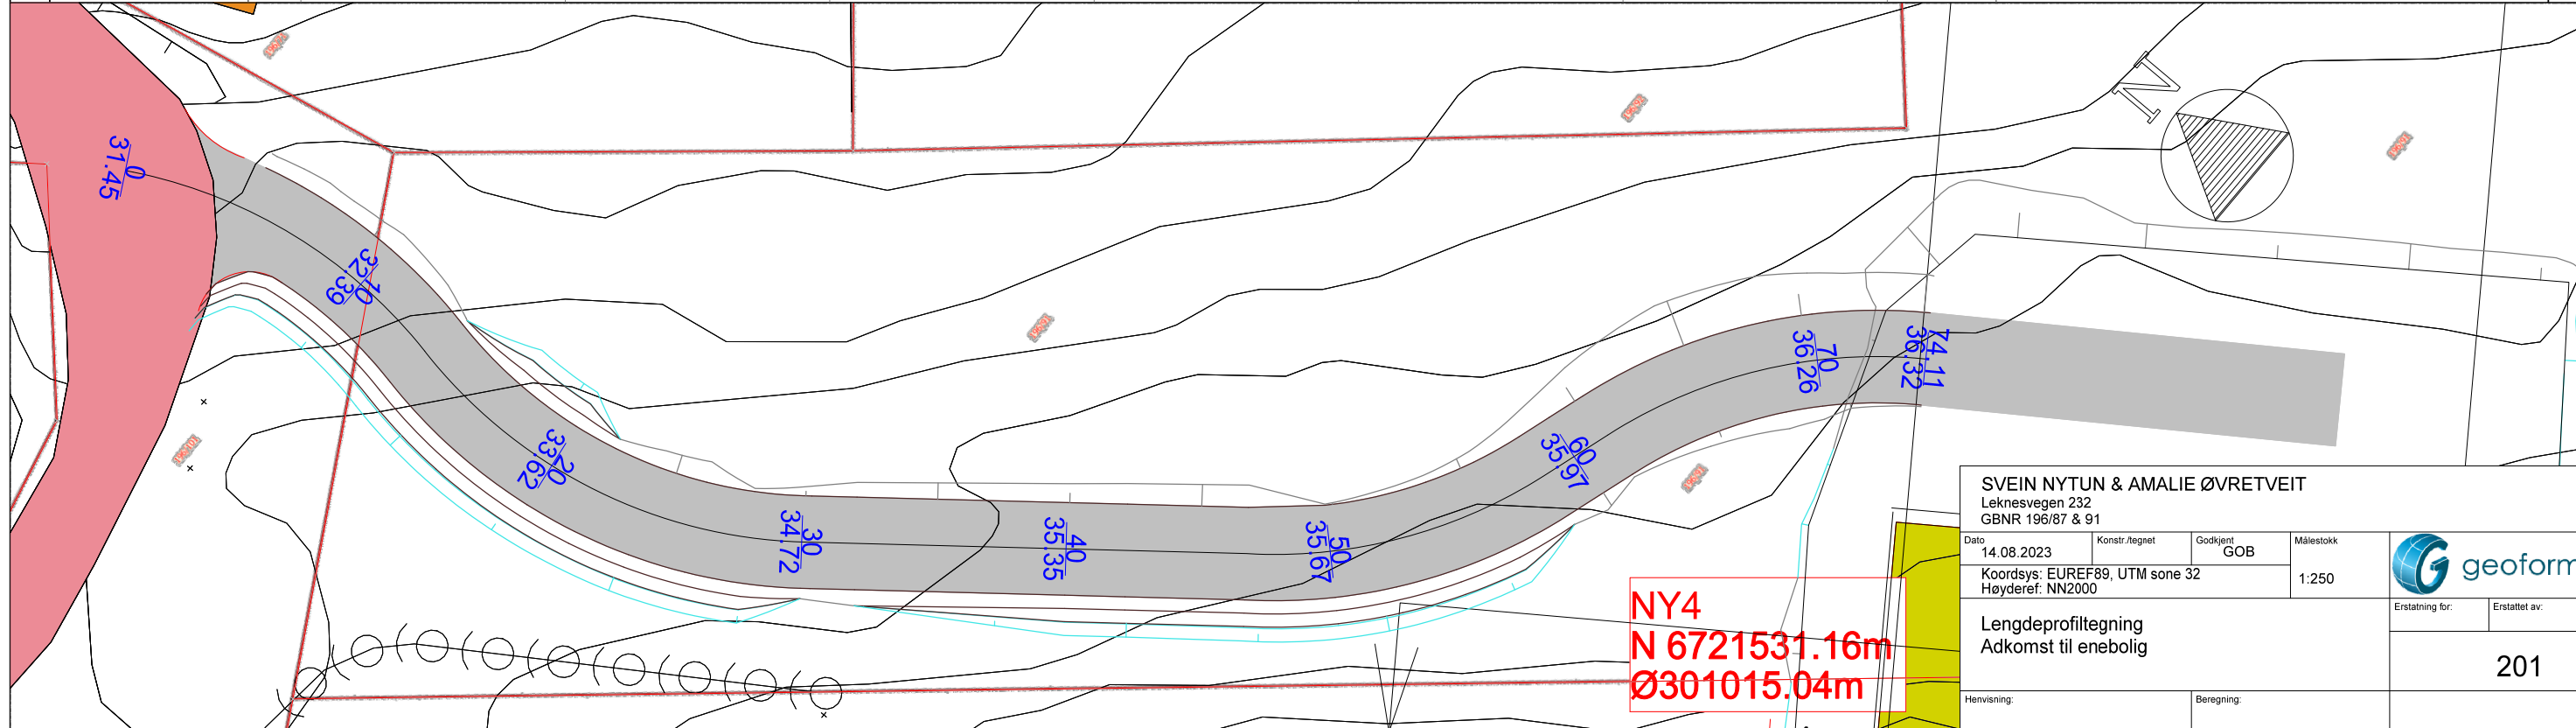 0
31.45
10
32.39
20
33.62
30
34.72
40
35.35
50
35.67
60
35.97
70
36.26
74.11
36.32
N
NY4
N 6721531.16m
Ø301015.04m
SVEIN NYTUN & AMALIE ØVRETVEIT
Leknesvegen 232
GBNR 196/87 & 91
Dato
14.08.2023
Konstr./tegnet
Godkjent
GOB
Målestokk
1:250
Koordsys: EUREF89, UTM sone 32
Høyderef: NN2000
geoform
Erstatning for:
Erstattet av:
Lengdeprofiltegning
Adkomst til enebolig
201
Henvisning:
Beregning: